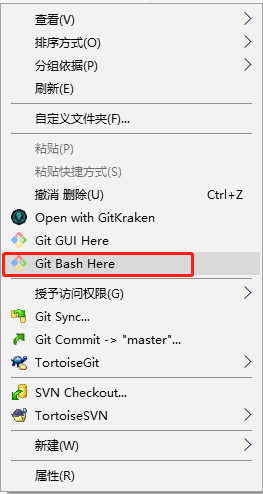 查看(V)
排序方式(O)
分组依据(P)
刷新(E)
自定义文件夹(F)...
粘贴(P)
粘贴快捷方式(S)
撤消 删除(U) Ctrl+Z
Open with GitKraken
Git GUI Here
Git Bash Here
授予访问权限(G)
Git Sync...
Git Commit -> "master"...
TortoiseGit
SVN Checkout...
TortoiseSVN
新建(W)
属性(R)